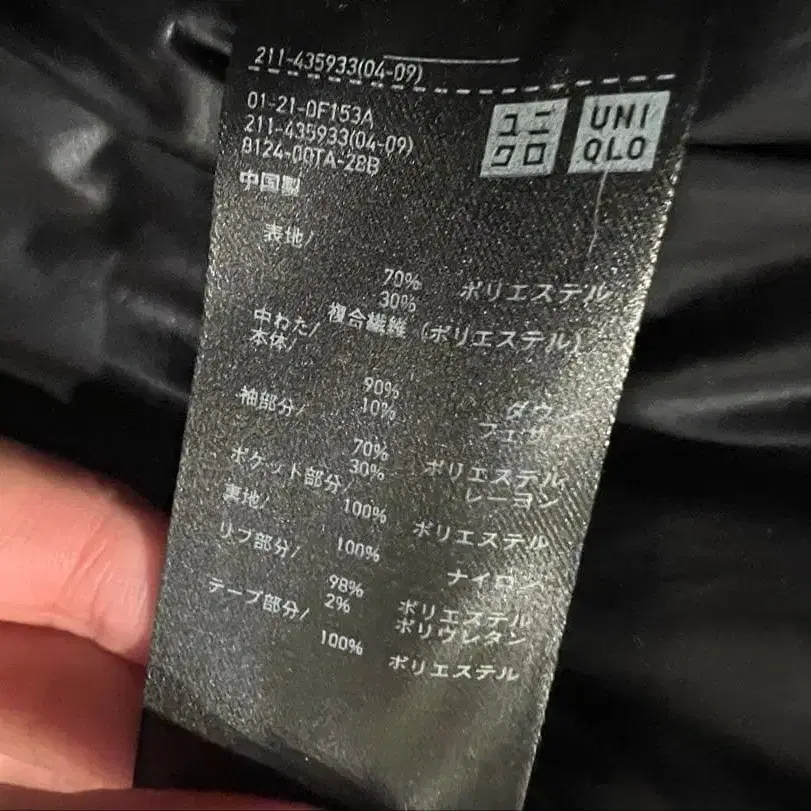 211-435933(04-09)
01-21-0F153A
211-435933(04-09)
8124-00TA-28B
中国製
ユニ
クロ
UNI
QLO
表地/
70% ポリエステル
30% 複合繊維(ポリエステル)
中わた/
本体/
90% ダウン
10% フェザー
袖部分/
70% ポリエステル
30% レーヨン
ポケット部分/
100% ポリエステル
裏地/
100% ナイロン
リブ部分/
98% ポリエステル
2% ポリウレタン
テープ部分/
100% ポリエステル